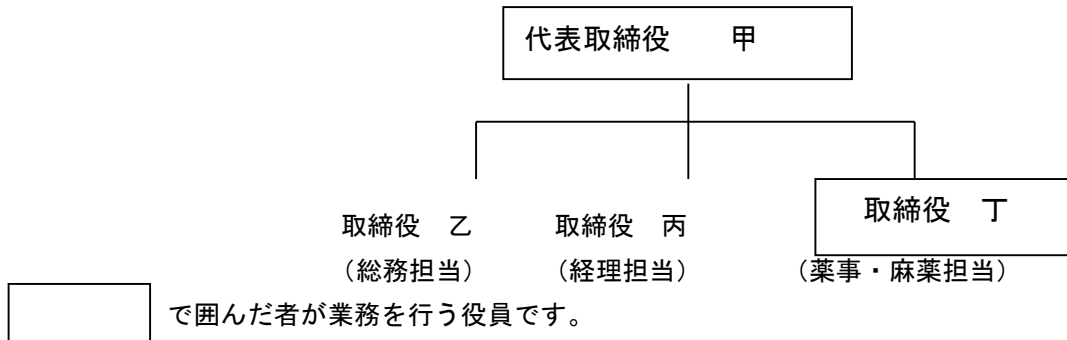 代表取締役　　甲
取締役　乙
取締役　丙
取締役　丁
（総務担当）
（経理担当）
（薬事・麻薬担当）
で囲んだ者が業務を行う役員です。